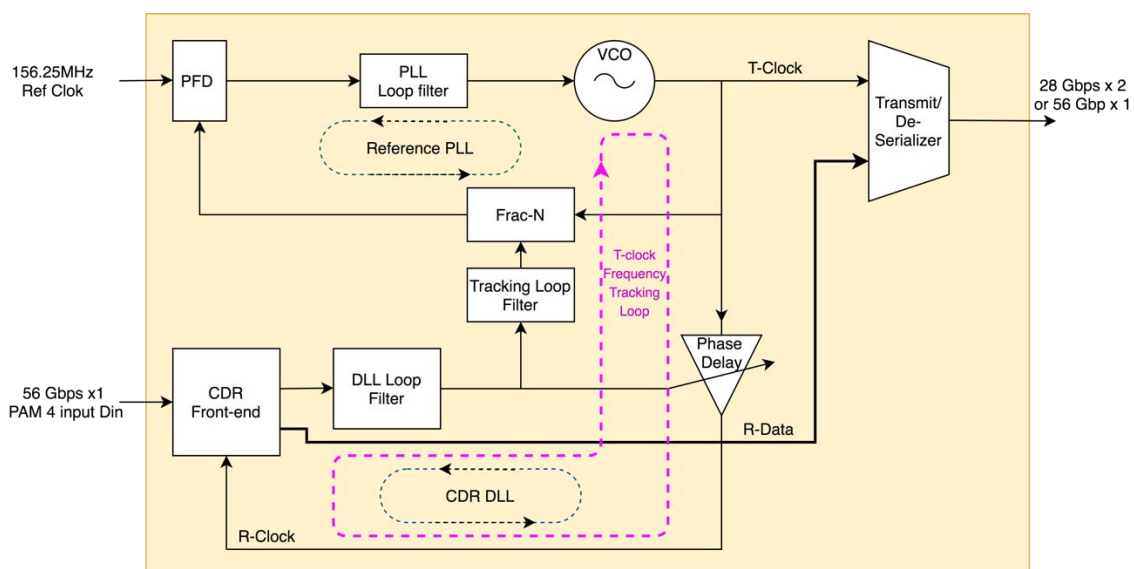 VCO
156.25MHz
Ref Clok
PFD
PLL
Loop filter
T-Clock
Transmit/
De-
Serializer
28 Gbps x 2
or 56 Gbp x 1
Reference PLL
Frac-N
T-clock
Frequency
Tracking
Loop
Tracking Loop
Filter
Phase
Delay
56 Gbps x1
PAM 4 input Din
CDR
Front-end
DLL Loop
Filter
R-Data
CDR DLL
R-Clock